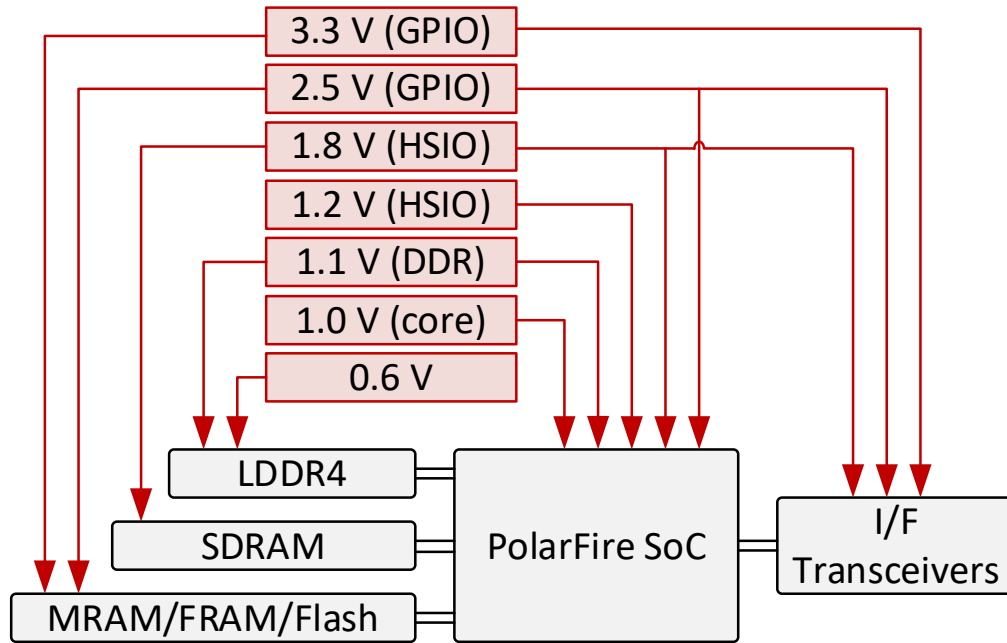 3.3 V (GPIO)
2.5 V (GPIO)
1.8 V (HSIO)
1.2 V (HSIO)
1.1 V (DDR)
1.0 V (core)
0.6 V
LDDR4
SDRAM
MRAM/FRAM/Flash
PolarFire SoC
I/F
Transceivers